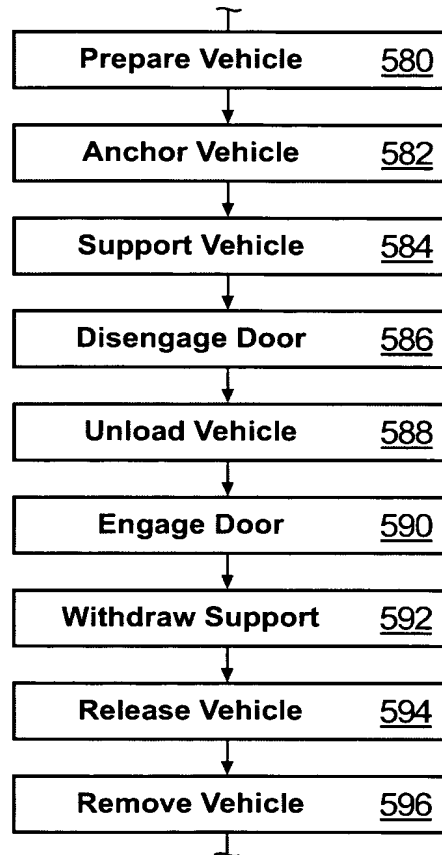 Prepare Vehicle 580
Anchor Vehicle 582
Support Vehicle 584
Disengage Door 586
Unload Vehicle 588
Engage Door 590
Withdraw Support 592
Release Vehicle 594
Remove Vehicle 596